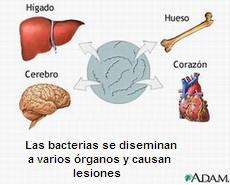 Hígado
Hueso
Cerebro
Corazón
Las bacterias se diseminan
a varios órganos y causan
lesiones
ADAM.